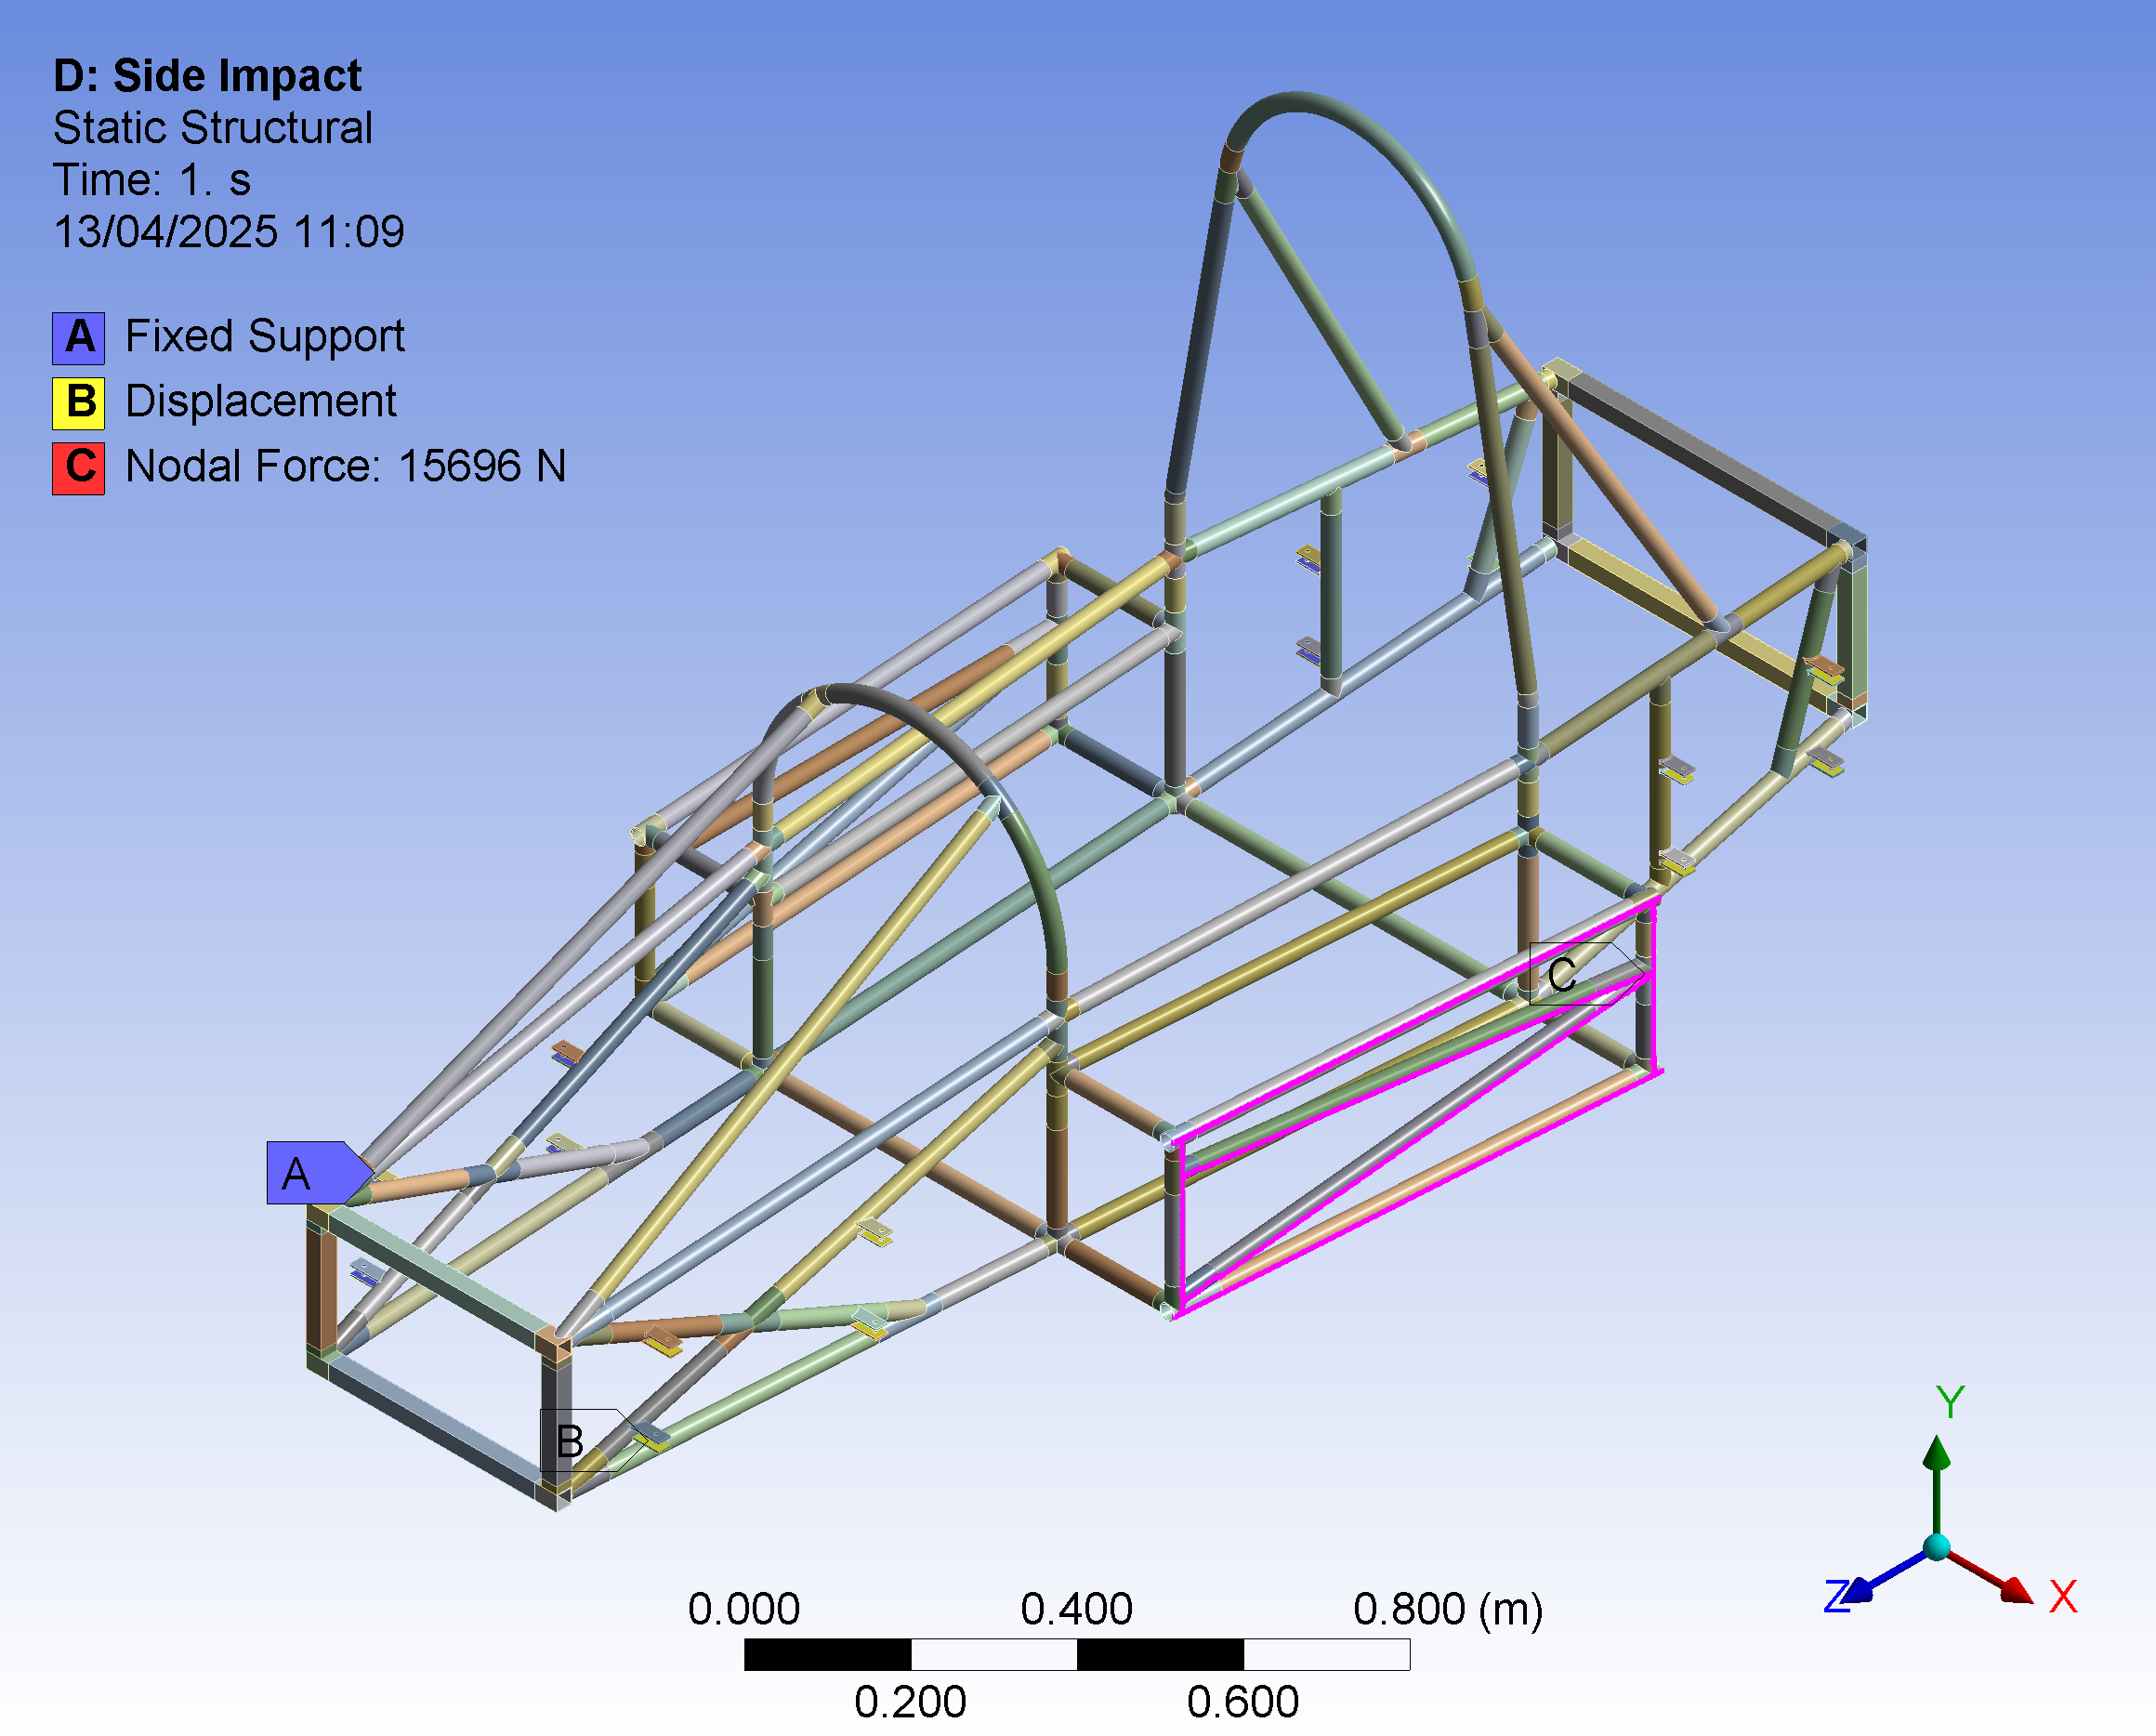 D: Side Impact
Static Structural
Time: 1. s
13/04/2025 11:09
A Fixed Support
B Displacement
C Nodal Force: 15696 N
C
A
B
Y
Z
X
0.000 0.400 0.800 (m)
0.200 0.600